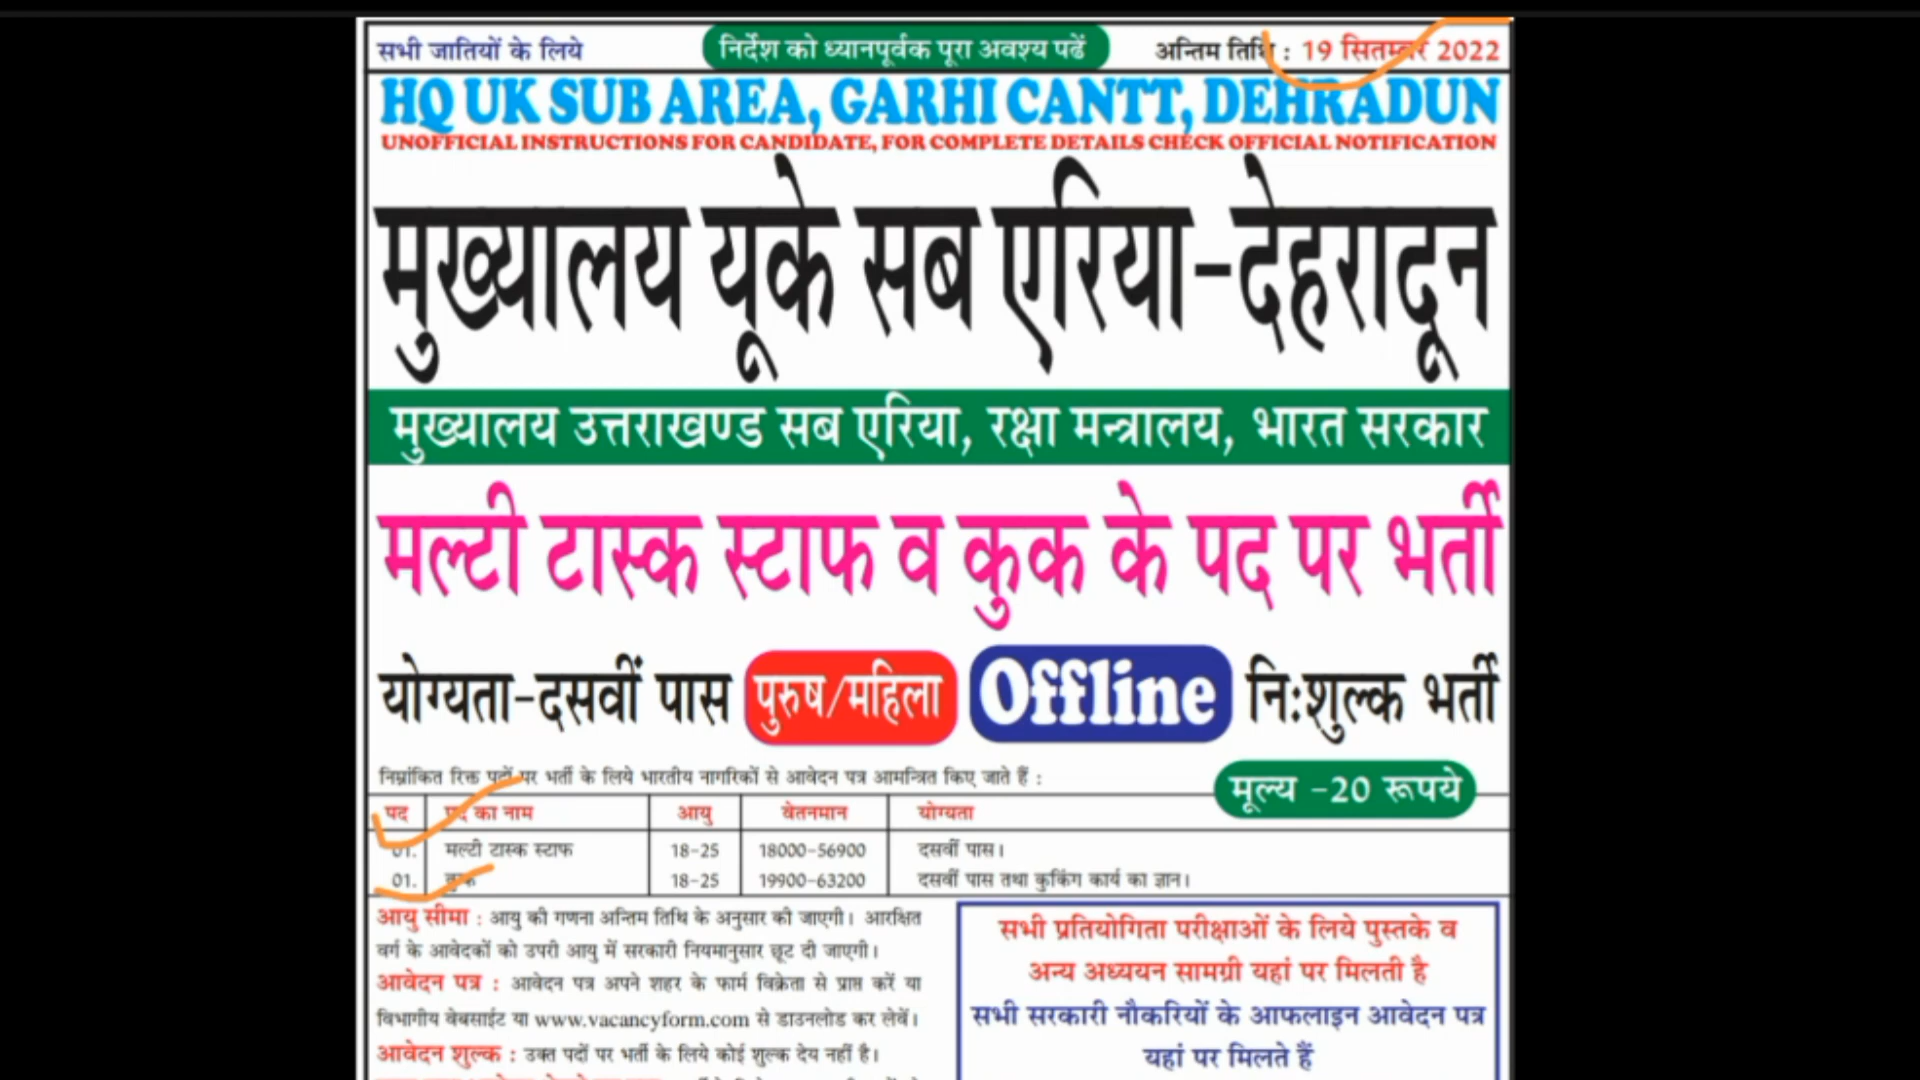 सभी जातियों के लिये
निर्देश को ध्यानपूर्वक पूरा अवश्य पढें
अन्तिम तिथि : 19 सितम्बर 2022
HQ UK SUB AREA, GARHI CANTT, DEHRADUN
UNOFFICIAL INSTRUCTIONS FOR CANDIDATE, FOR COMPLETE DETAILS CHECK OFFICIAL NOTIFICATION
मुख्यालय यूके सब एरिया-देहरादून
मुख्यालय उत्तराखण्ड सब एरिया, रक्षा मन्त्रालय, भारत सरकार
मल्टी टास्क स्टाफ व कुक के पद पर भर्ती
योग्यता-दसवीं पास पुरुष/महिला Offline नि:शुल्क भर्ती
निम्नांकित रिक्त पदों पर भर्ती के लिये भारतीय नागरिकों से आवेदन पत्र आमन्त्रित किए जाते हैं :
मूल्य -20 रूपये
पद पद का नाम आयु वेतनमान योग्यता
01. मल्टी टास्क स्टाफ 18-25 18000-56900 दसवीं पास।
01. कुक 18-25 19900-63200 दसवीं पास तथा कुकिंग कार्य का ज्ञान।
आयु सीमा : आयु की गणना अन्तिम तिथि के अनुसार की जाएगी। आरक्षित
वर्ग के आवेदकों को उपरी आयु में सरकारी नियमानुसार छूट दी जाएगी।
आवेदन पत्र : आवेदन पत्र अपने शहर के फार्म विक्रेता से प्राप्त करें या
विभागीय वेबसाईट या www.vacancyform.com से डाउनलोड कर लेवें।
आवेदन शुल्क : उक्त पदों पर भर्ती के लिये कोई शुल्क देय नहीं है।
सभी प्रतियोगिता परीक्षाओं के लिये पुस्तके व
अन्य अध्ययन सामग्री यहां पर मिलती है
सभी सरकारी नौकरियों के आफलाइन आवेदन पत्र
यहां पर मिलते हैं